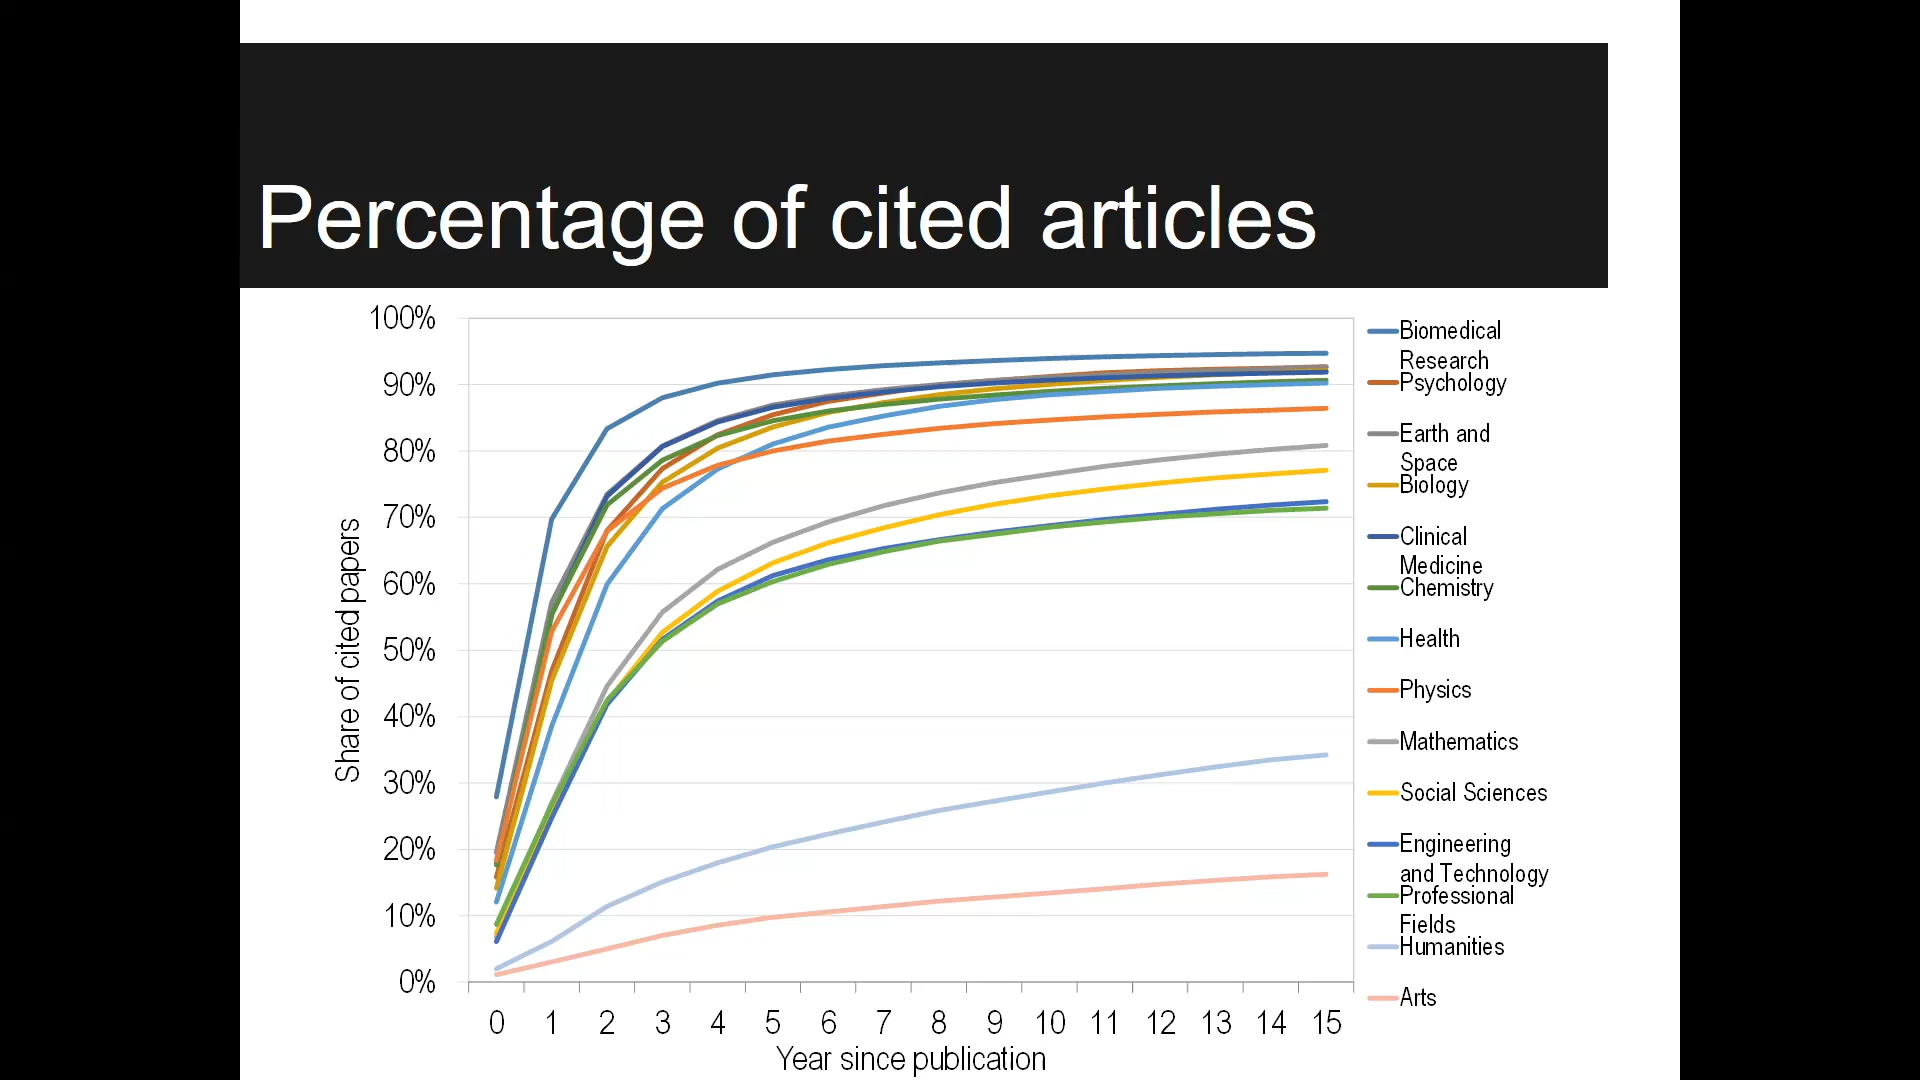 Percentage of cited articles
100%
90%
80%
70%
60%
50%
40%
30%
20%
10%
0%
Share of cited papers
0 1 2 3 4 5 6 7 8 9 10 11 12 13 14 15
Year since publication
Biomedical
Research
Psychology
Earth and
Space
Biology
Clinical
Medicine
Chemistry
Health
Physics
Mathematics
Social Sciences
Engineering
and Technology
Professional
Fields
Humanities
Arts